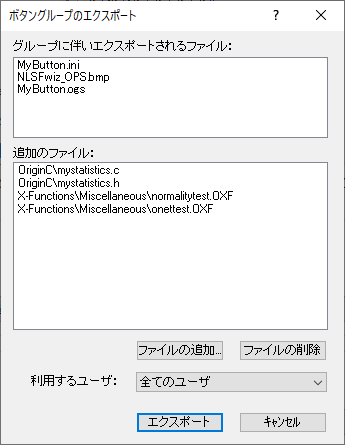 ボタングループのエクスポート
グループに伴いエクスポートされるファイル:
MyButton.ini
NLSFwiz_OPS.bmp
MyButton.ogs
追加のファイル:
OriginC\mystatistics.c
OriginC\mystatistics.h
X-Functions\Miscellaneous\normalitytest.OXF
X-Functions\Miscellaneous\onettest.OXF
ファイルの追加...
ファイルの削除
利用するユーザ:
全てのユーザ
エクスポート
キャンセル